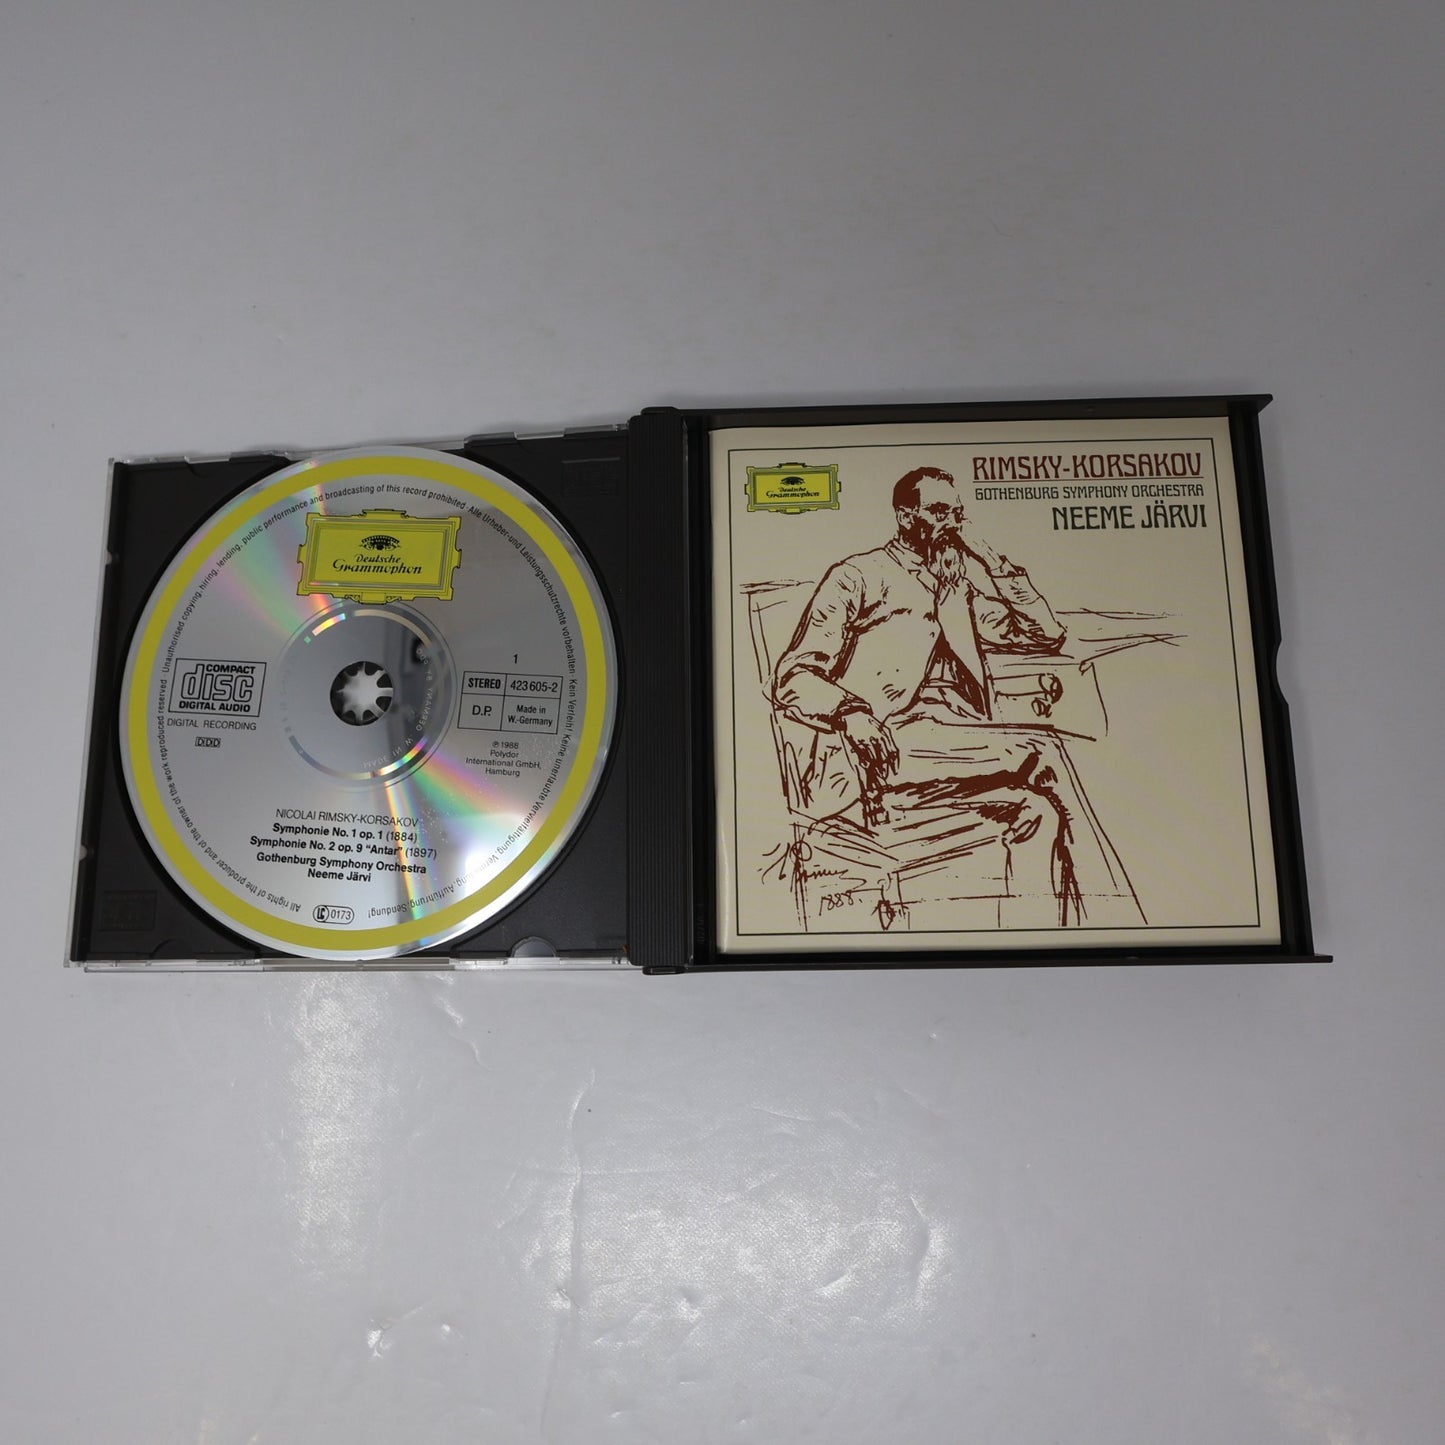 Unauthorised copying, hiring, lending, public performance and broadcasting of this record prohibited · Alle Urheber- und Leistungsschutzrechte vorbehalten · Kein Verleih! Keine unerlaubte Vervielfältigung, Vermietung, Aufführung, Sendung!
All rights of the producer and of the owner of the work reproduced reserved ·
Deutsche
Grammophon
COMPACT
disc
DIGITAL AUDIO
DIGITAL RECORDING
DDD
1
STEREO 423 605-2
D.P. Made in
W.-Germany
℗ 1988
Polydor
International GmbH,
Hamburg
MADE IN W. GERMANY
NICOLAI RIMSKY-KORSAKOV
Symphonie No. 1 op. 1 (1884)
Symphonie No. 2 op. 9 "Antar" (1897)
Gothenburg Symphony Orchestra
Neeme Järvi
LC 0173
Deutsche
Grammophon
RIMSKY-KORSAKOV
GOTHENBURG SYMPHONY ORCHESTRA
NEEME JÄRVI
1888.